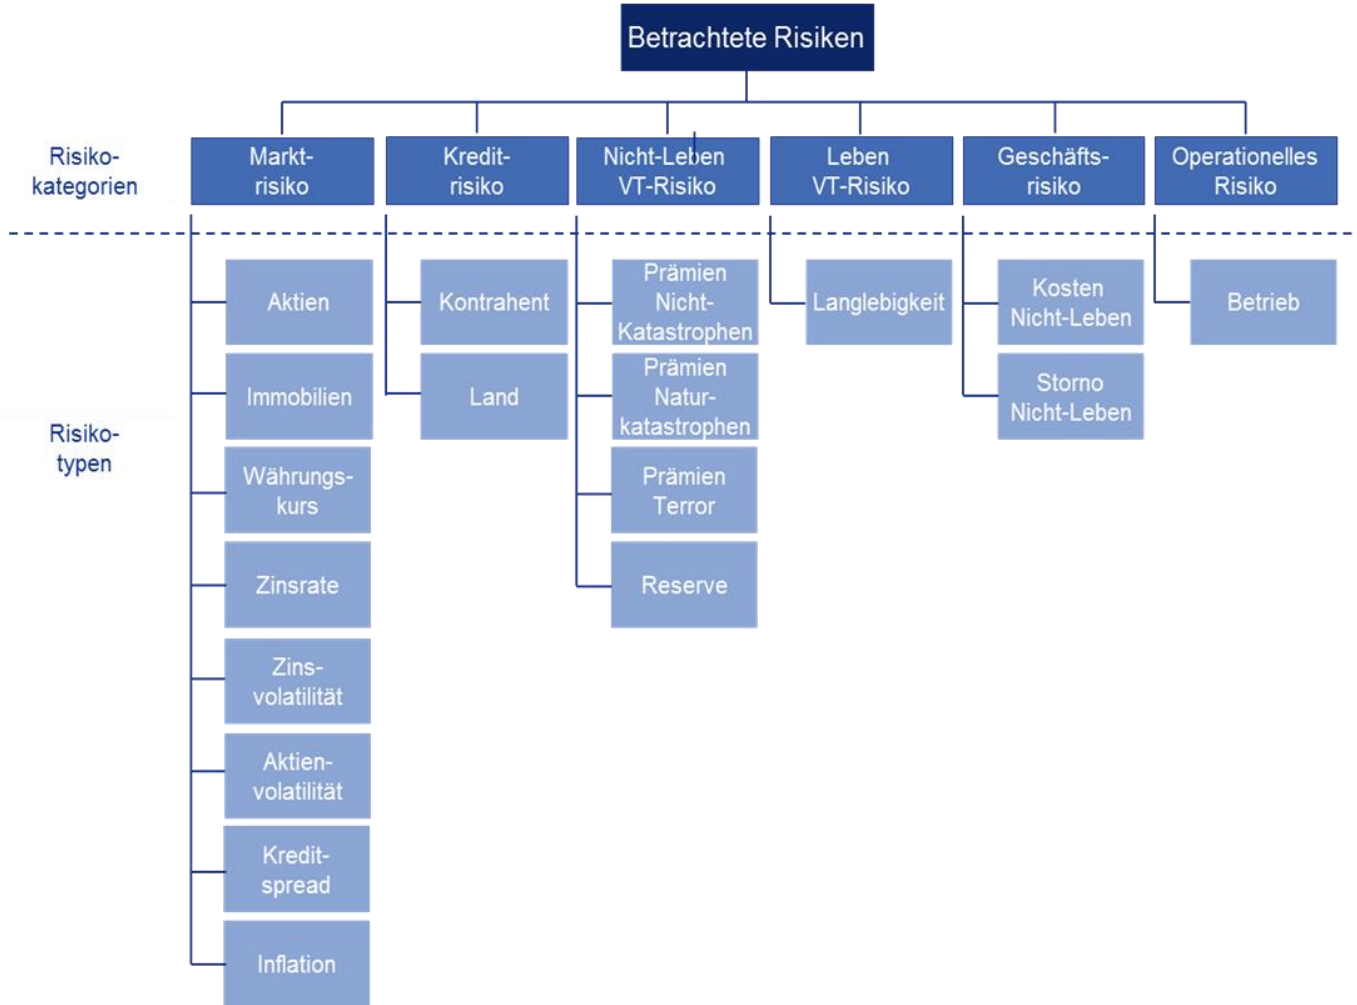 Betrachtete Risiken
Risiko-
kategorien
Markt-
risiko
Kredit-
risiko
Nicht-Leben
VT-Risiko
Leben
VT-Risiko
Geschäfts-
risiko
Operationelles
Risiko
Risiko-
typen
Aktien
Immobilien
Währungs-
kurs
Zinsrate
Zins-
volatilität
Aktien-
volatilität
Kredit-
spread
Inflation
Kontrahent
Land
Prämien
Nicht-
Katastrophen
Prämien
Natur-
katastrophen
Prämien
Terror
Reserve
Langlebigkeit
Kosten
Nicht-Leben
Storno
Nicht-Leben
Betrieb